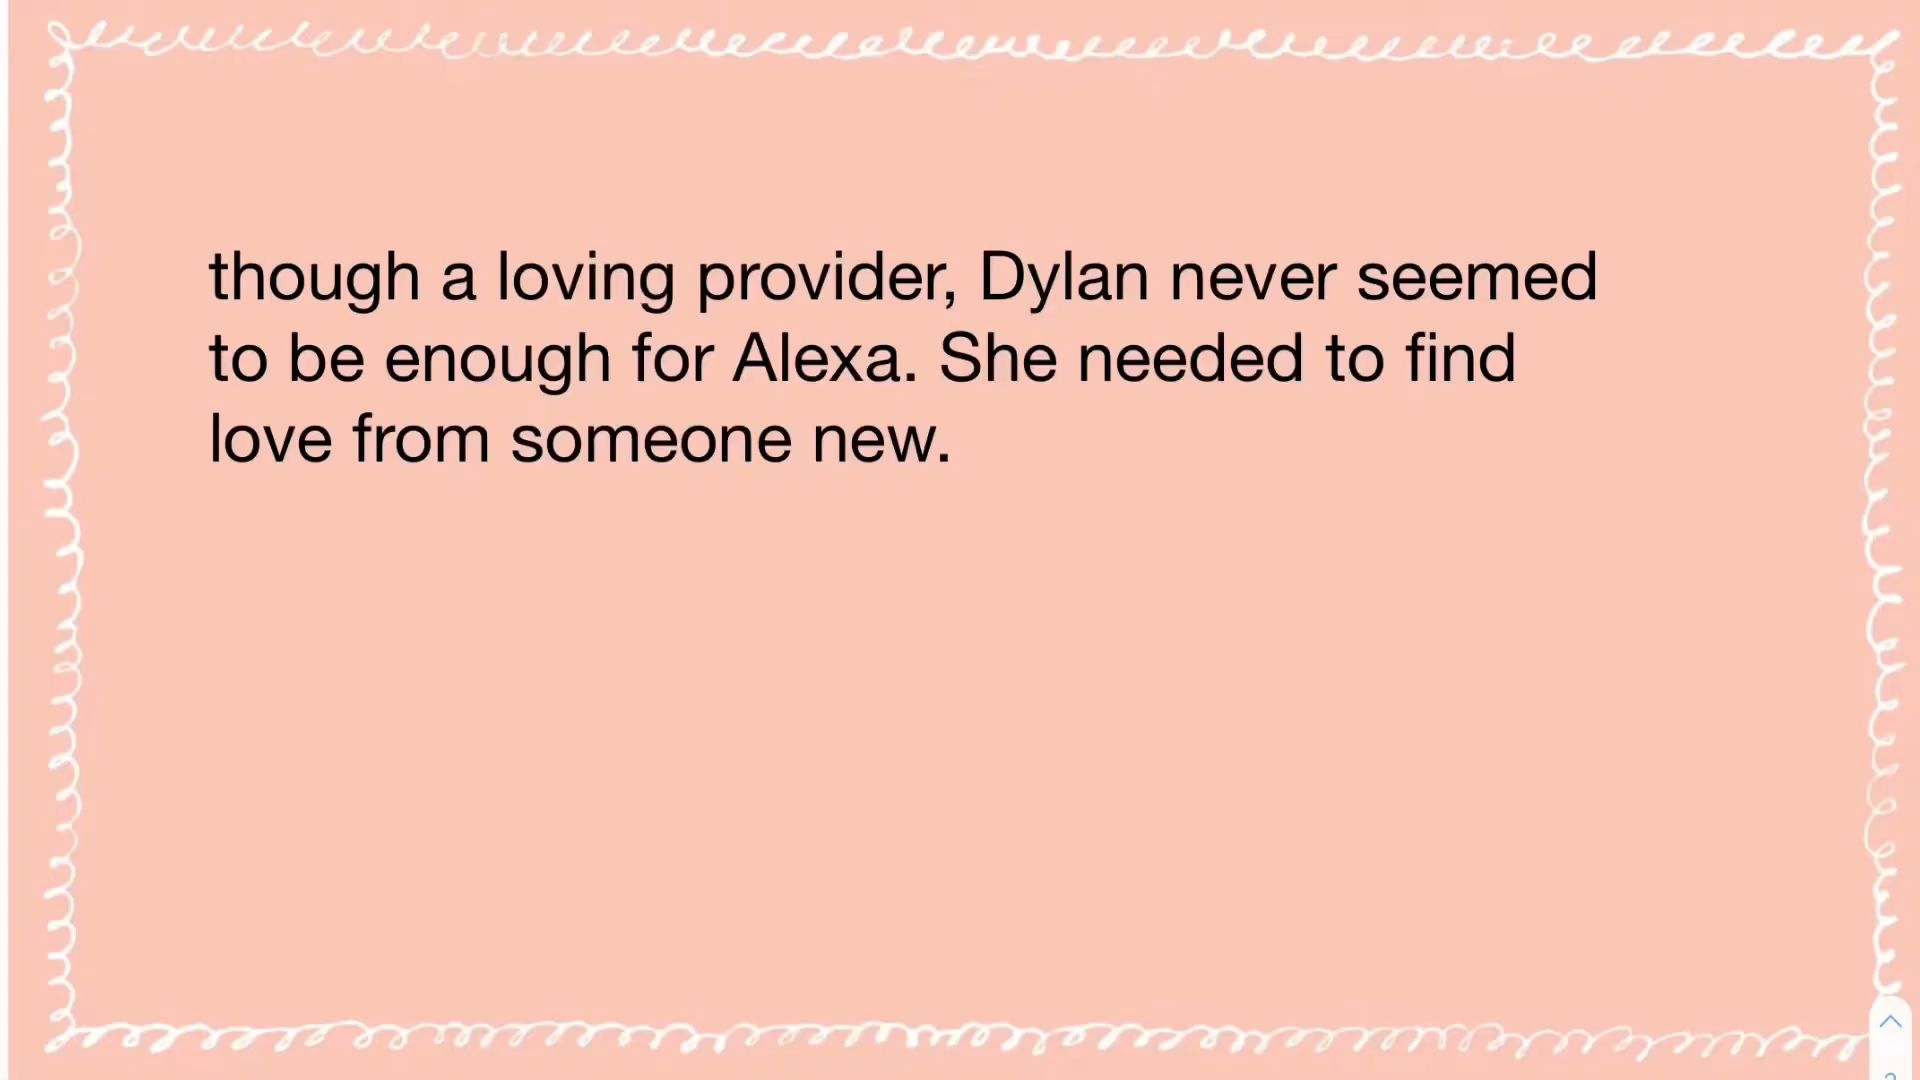 though a loving provider, Dylan never seemed
to be enough for Alexa. She needed to find
love from someone new.